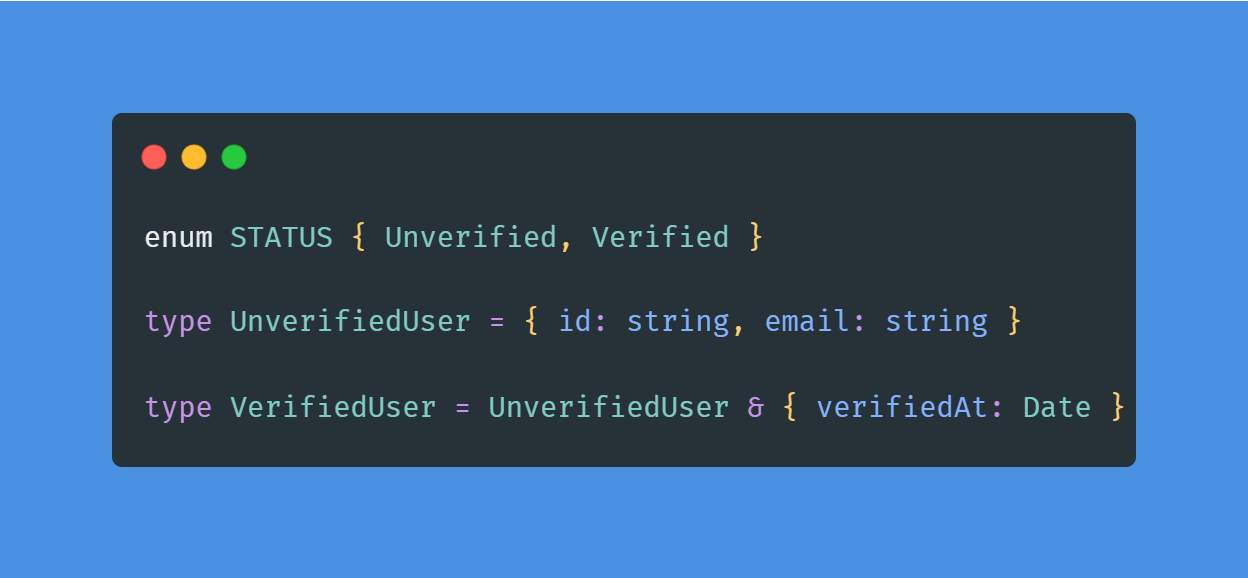 enum STATUS { Unverified, Verified }
type UnverifiedUser = { id: string, email: string }
type VerifiedUser = UnverifiedUser & { verifiedAt: Date }